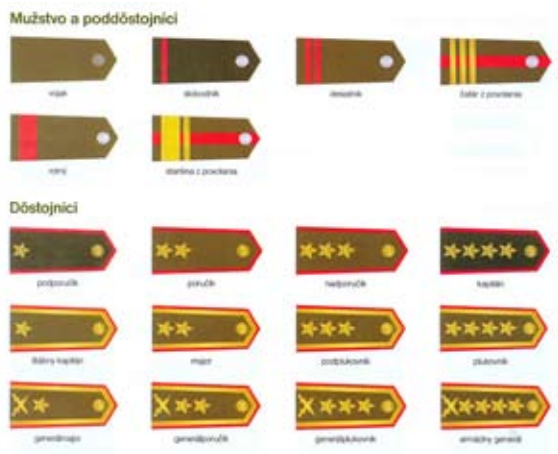 Mužstvo a poddôstojníci
vojak slobodník desiatnik čatár z povolania
rotný staršina z povolania
Dôstojníci
podporučík poručík nadporučík kapitán
štábny kapitán major podplukovník plukovník
generálmajor generálporučík generálplukovník armádny generál